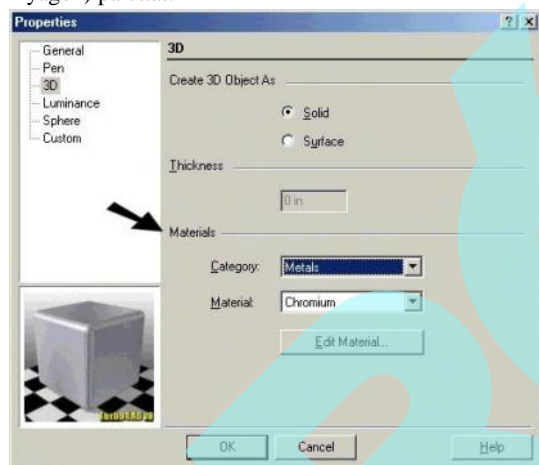 Properties
General
Pen
3D
Luminance
Sphere
Custom
3D
Create 3D Object As
Solid
Surface
Thickness
0 in
Materials
Category: Metals
Material: Chromium
Edit Material...
OK Cancel Help